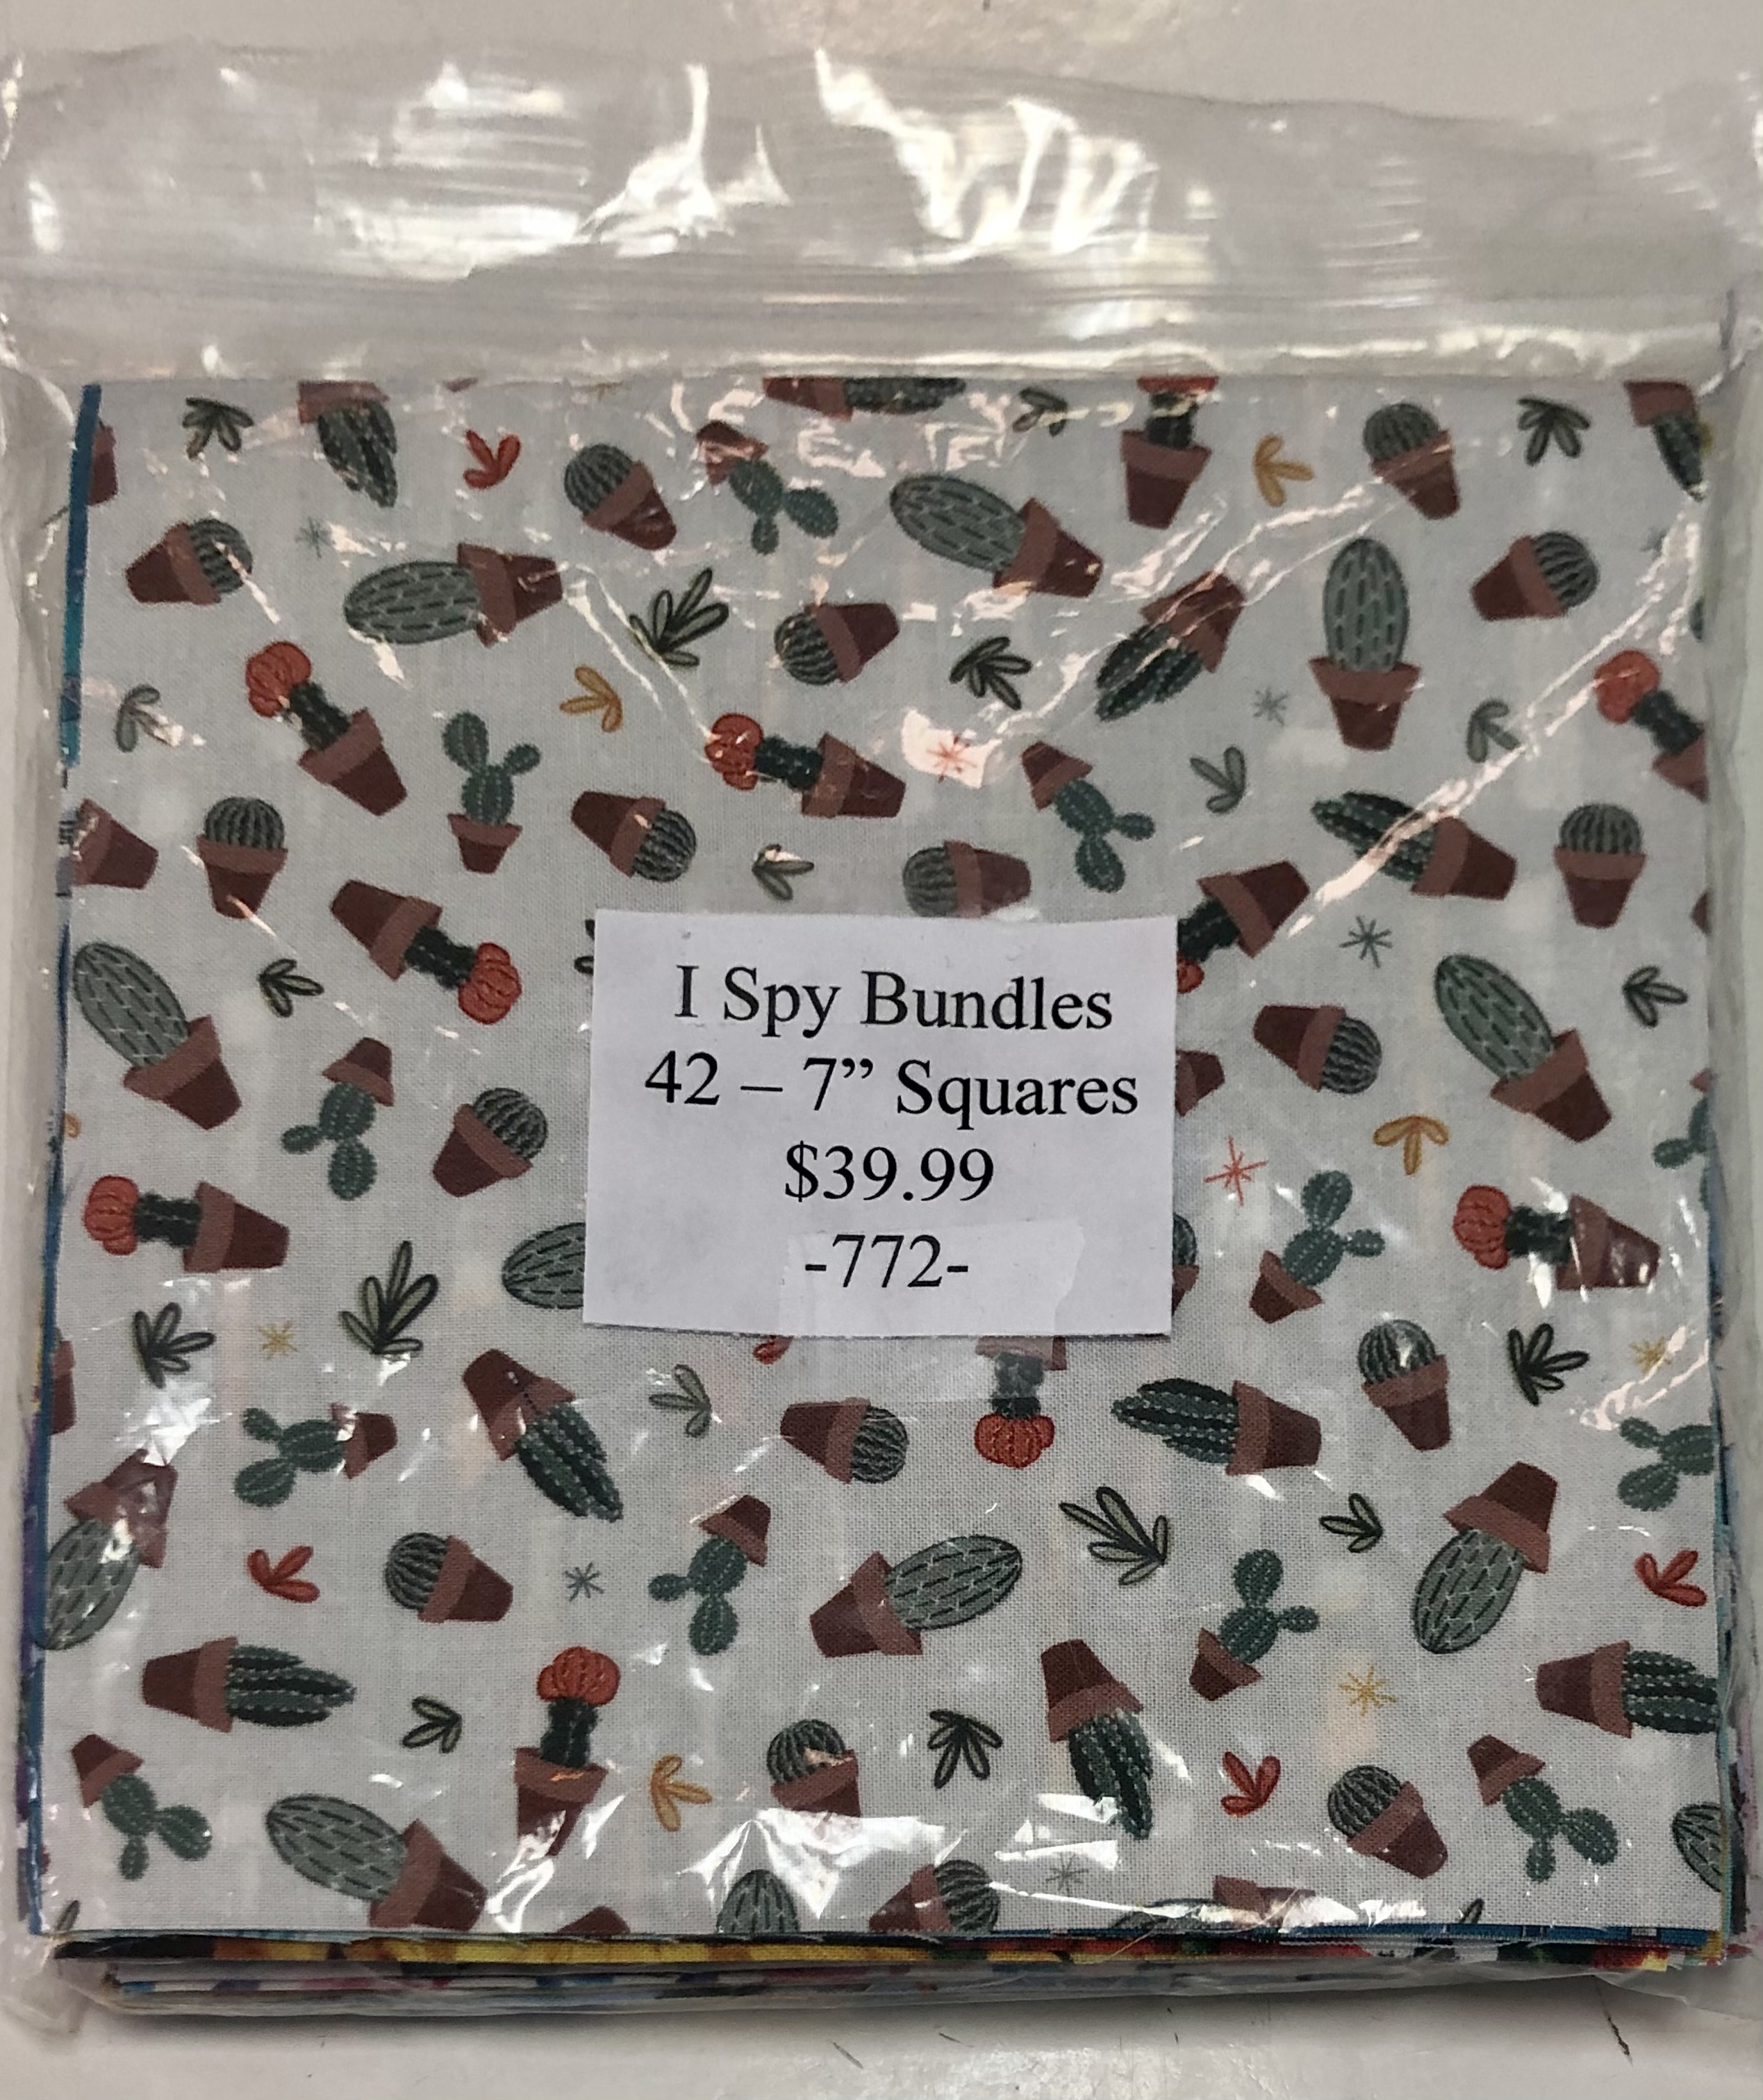 I Spy Bundles
42 – 7” Squares
$39.99
-772-